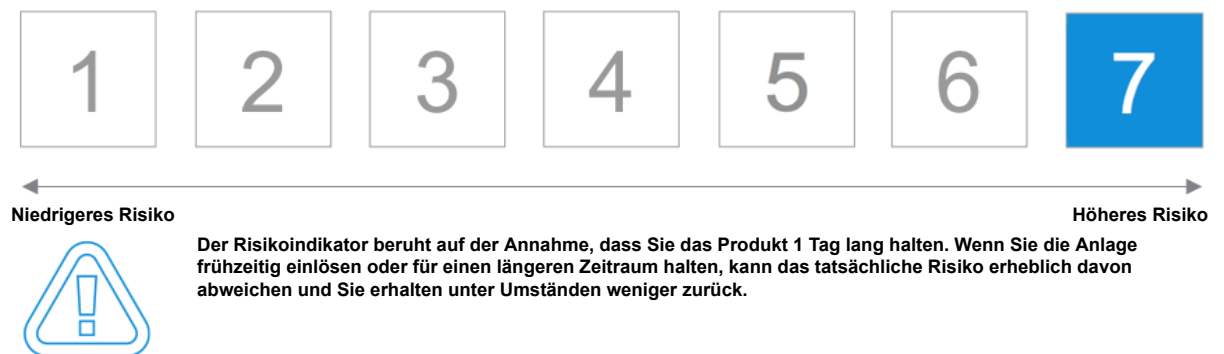 1 2 3 4 5 6 7
Niedrigeres Risiko Höheres Risiko
Der Risikoindikator beruht auf der Annahme, dass Sie das Produkt 1 Tag lang halten. Wenn Sie die Anlage
frühzeitig einlösen oder für einen längeren Zeitraum halten, kann das tatsächliche Risiko erheblich davon
abweichen und Sie erhalten unter Umständen weniger zurück.